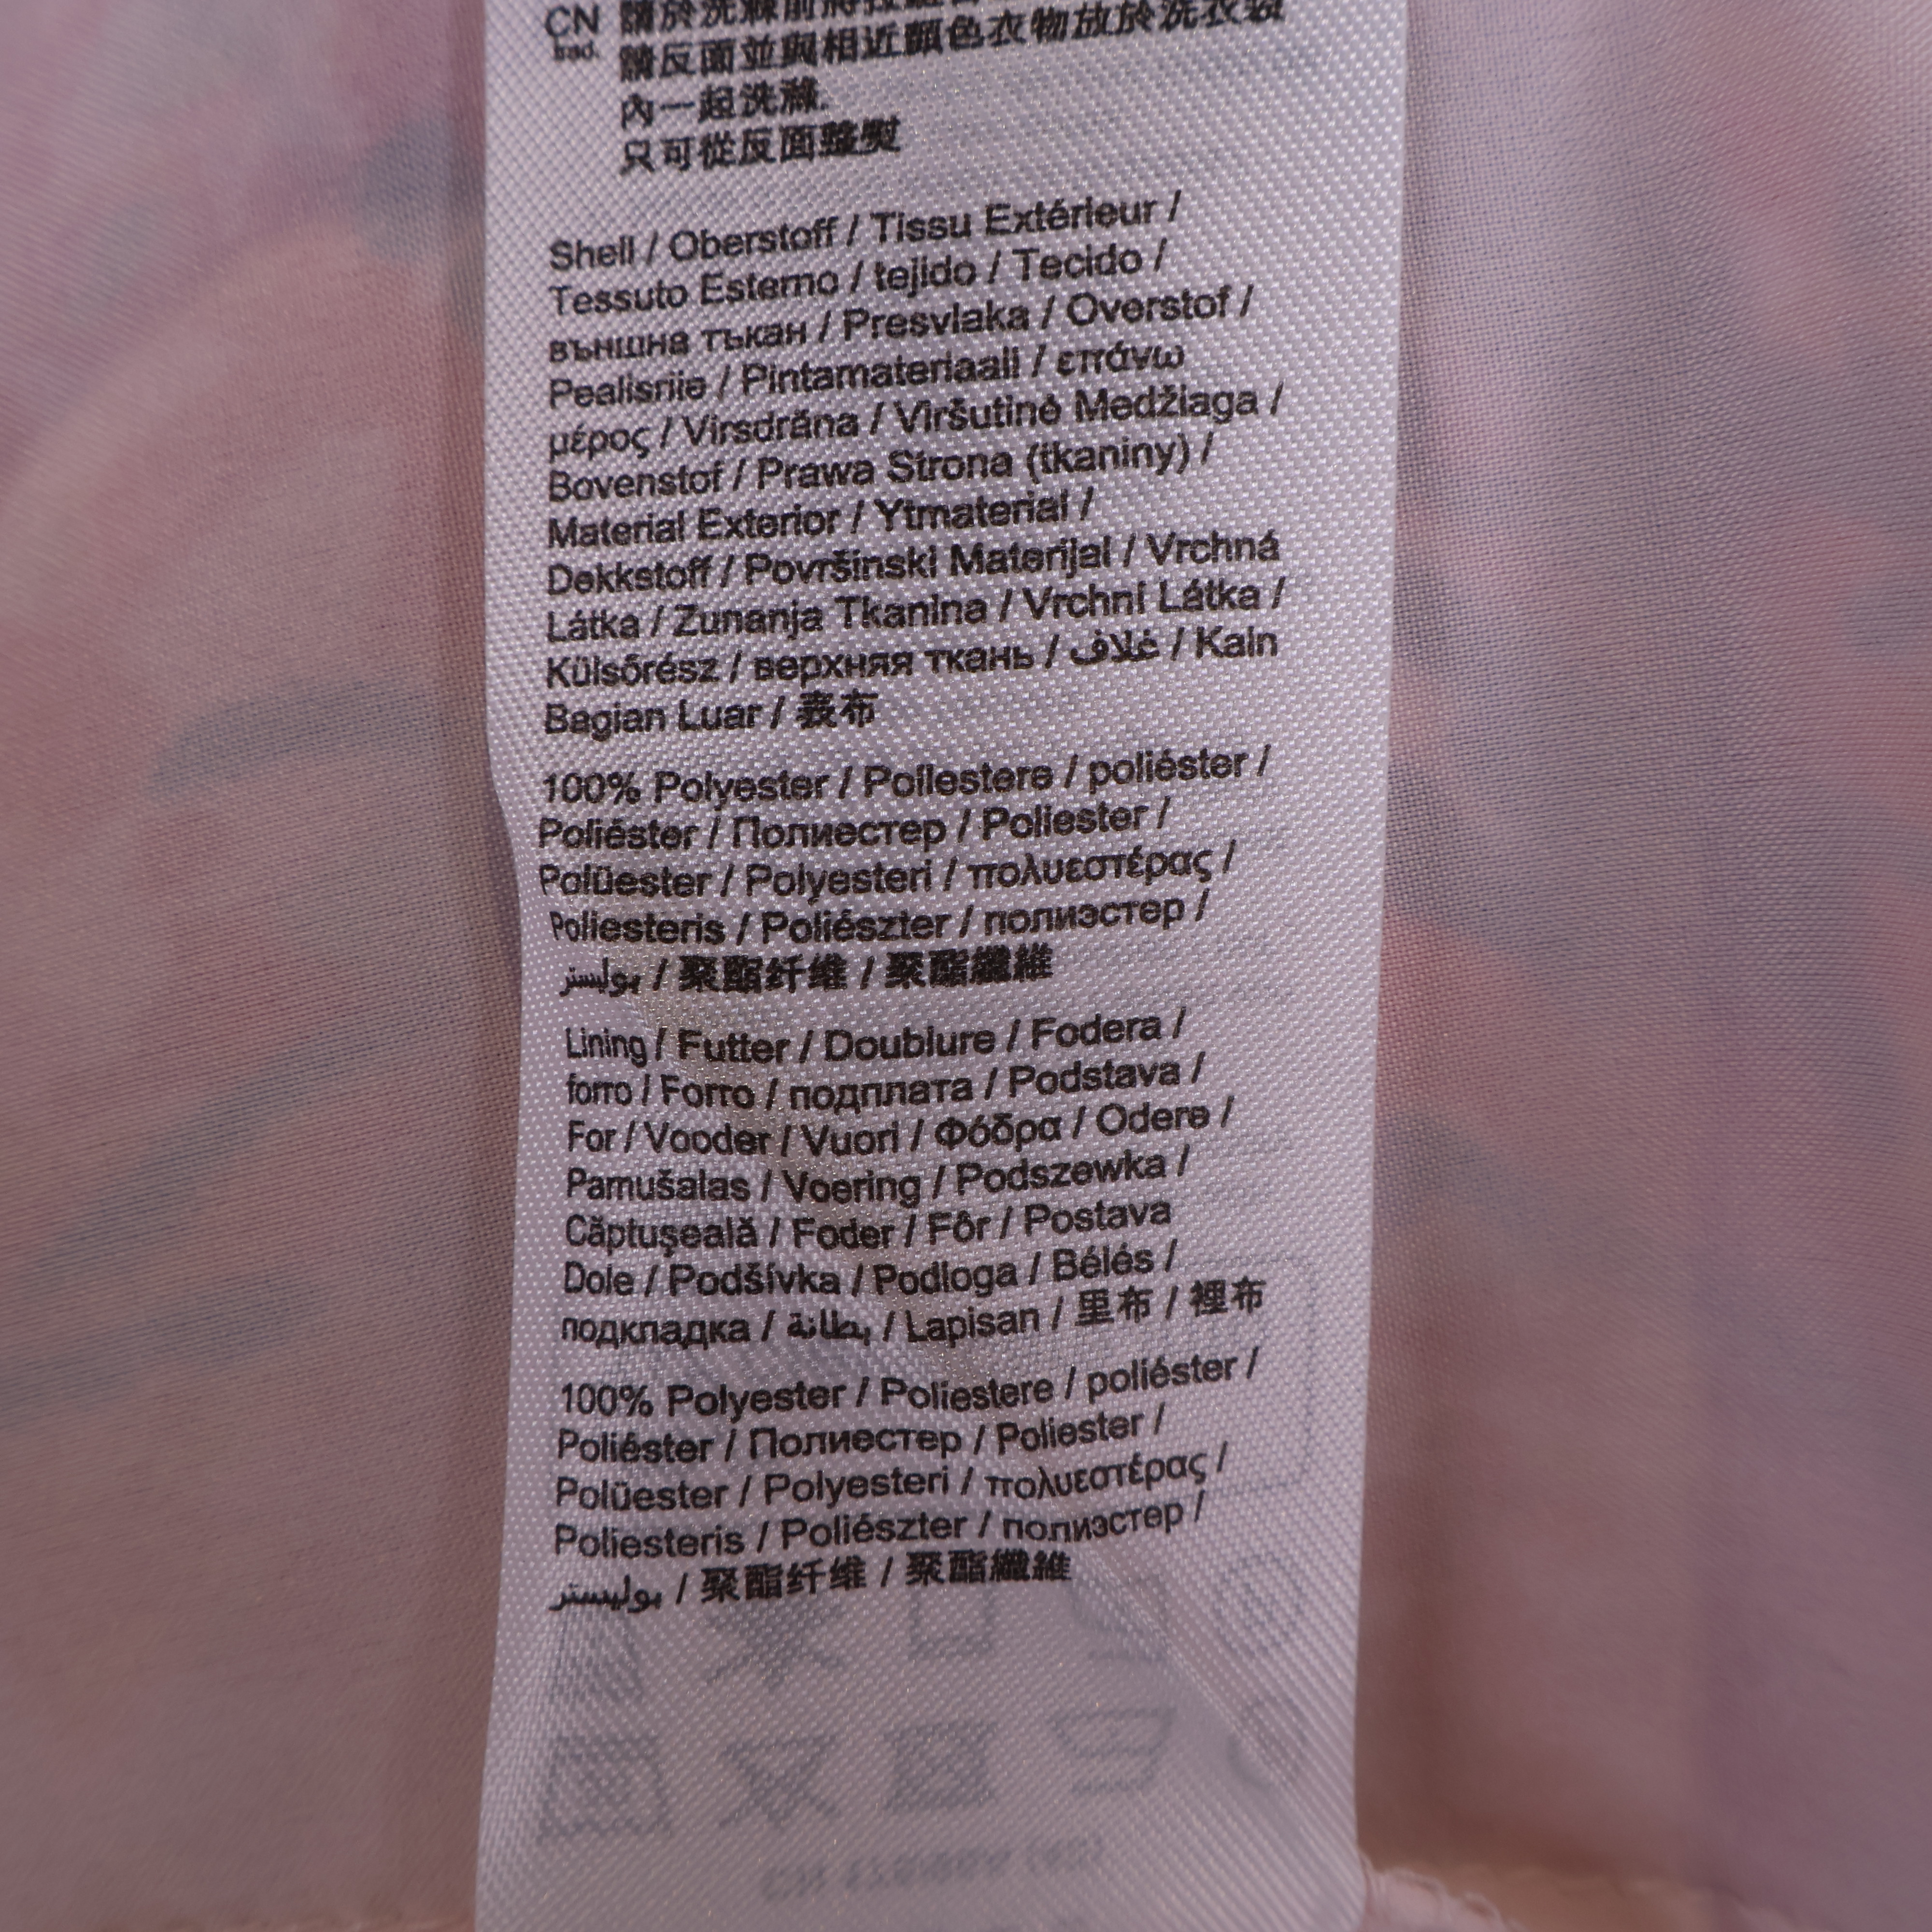 CN 請於洗滌前將拉鏈
trad. 請反面並與相近顏色衣物放於洗衣袋
內一起洗滌.
只可從反面整熨
Shell / Oberstoff / Tissu Extérieur /
Tessuto Esterno / tejido / Tecido /
външна тъкан / Presvlaka / Overstof /
Pealisriie / Pintamateriaali / επάνω
μέρος / Virsdrāna / Viršutinė Medžiaga /
Bovenstof / Prawa Strona (tkaniny) /
Material Exterior / Ytmaterial /
Dekkstoff / Površinski Materijal / Vrchná
Látka / Zunanja Tkanina / Vrchní Látka /
Külsőrész / верхняя ткань / غلاف / Kain
Bagian Luar / 表布
100% Polyester / Poliestere / poliéster /
Poliéster / Полиестер / Poliester /
Polüester / Polyesteri / πολυεστέρας /
Poliesteris / Poliészter / полиэстер /
بوليستر / 聚酯纤维 / 聚酯纖維
Lining / Futter / Doublure / Fodera /
forro / Forro / подплата / Podstava /
For / Vooder / Vuori / Φόδρα / Odere /
Pamušalas / Voering / Podszewka /
Căptuşeală / Foder / Fôr / Postava
Dole / Podšívka / Podloga / Bélés /
подкладка / بطانة / Lapisan / 里布 / 裡布
100% Polyester / Poliestere / poliéster /
Poliéster / Полиестер / Poliester /
Polüester / Polyesteri / πολυεστέρας /
Poliesteris / Poliészter / полиэстер /
بوليستر / 聚酯纤维 / 聚酯纖維